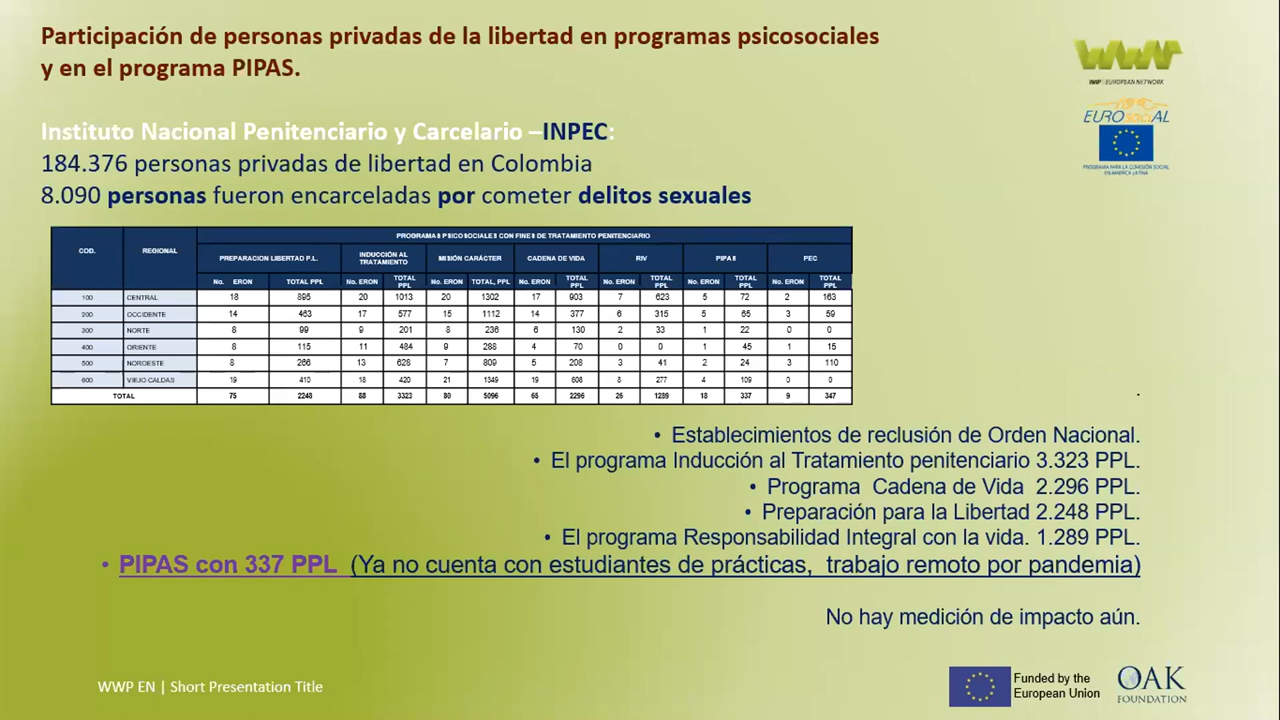 Participación de personas privadas de la libertad en programas psicosociales
y en el programa PIPAS.
WWP | EUROPEAN NETWORK
EUROsociAL
PROGRAMA PARA LA COHESIÓN SOCIAL
EN AMÉRICA LATINA
Instituto Nacional Penitenciario y Carcelario –INPEC:
184.376 personas privadas de libertad en Colombia
8.090 personas fueron encarceladas por cometer delitos sexuales
PROGRAMAS PSICOSOCIALES CON FINES DE TRATAMIENTO PENITENCIARIO
COD. REGIONAL PREPARACION LIBERTAD P.L. INDUCCIÓN AL TRATAMIENTO MISIÓN CARÁCTER CADENA DE VIDA RIV PIPAS PEC
No. ERON TOTAL PPL No. ERON TOTAL PPL No. ERON TOTAL, PPL No. ERON TOTAL PPL No. ERON TOTAL PPL No. ERON TOTAL PPL No. ERON TOTAL PPL
100 CENTRAL 18 895 20 1013 20 1302 17 903 7 623 5 72 2 163
200 OCCIDENTE 14 463 17 577 15 1112 14 377 6 315 5 65 3 59
300 NORTE 8 99 9 201 8 236 6 130 2 33 1 22 0 0
400 ORIENTE 8 115 11 484 9 288 4 70 0 0 1 45 1 15
500 NOROESTE 8 266 13 628 7 809 5 208 3 41 2 24 3 110
600 VIEJO CALDAS 19 410 18 420 21 1349 19 608 8 277 4 109 0 0
TOTAL 75 2248 88 3323 80 5096 65 2296 26 1289 18 337 9 347
.
• Establecimientos de reclusión de Orden Nacional.
• El programa Inducción al Tratamiento penitenciario 3.323 PPL.
• Programa Cadena de Vida 2.296 PPL.
• Preparación para la Libertad 2.248 PPL.
• El programa Responsabilidad Integral con la vida. 1.289 PPL.
• PIPAS con 337 PPL (Ya no cuenta con estudiantes de prácticas, trabajo remoto por pandemia)
No hay medición de impacto aún.
WWP EN | Short Presentation Title
Funded by the
European Union
OAK
FOUNDATION